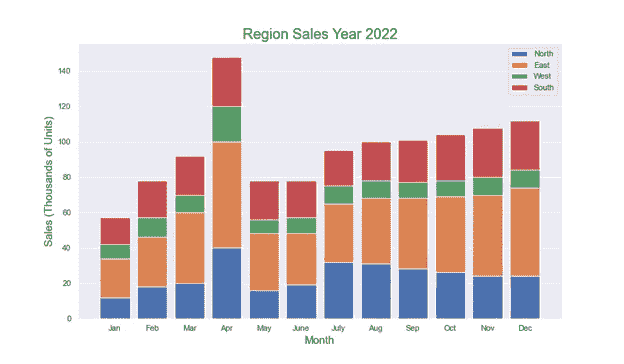 Region Sales Year 2022
North
East
West
South
Sales (Thousands of Units)
140
120
100
80
60
40
20
0
Jan Feb Mar Apr May June July Aug Sep Oct Nov Dec
Month